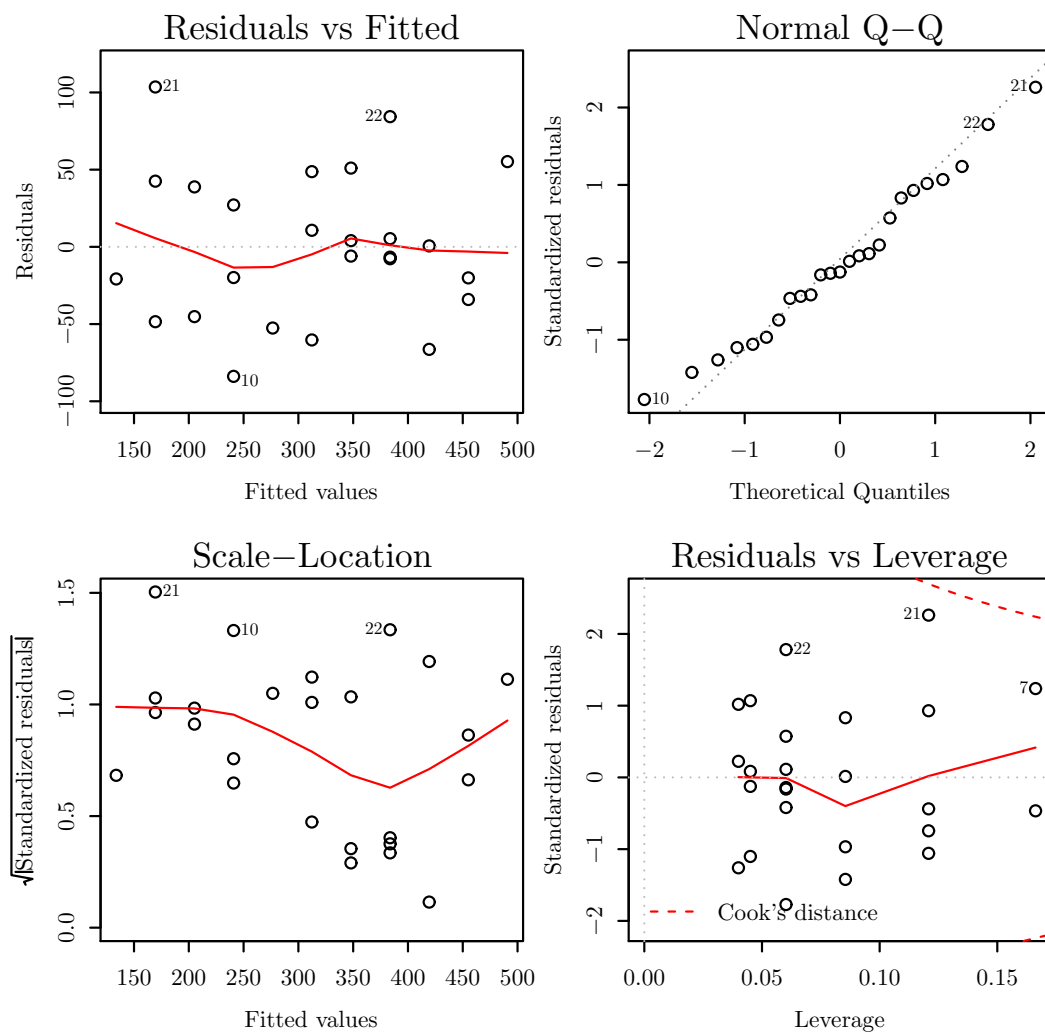 Residuals vs Fitted
Residuals
100
50
0
−50
−100
21
22
10
150 200 250 300 350 400 450 500
Fitted values
Normal Q−Q
Standardized residuals
2
1
0
−1
21
22
10
−2 −1 0 1 2
Theoretical Quantiles
Scale−Location
√|Standardized residuals|
1.5
1.0
0.5
0.0
21
10
22
150 200 250 300 350 400 450 500
Fitted values
Residuals vs Leverage
Standardized residuals
2
1
0
−1
−2
21
22
7
Cook's distance
0.00 0.05 0.10 0.15
Leverage